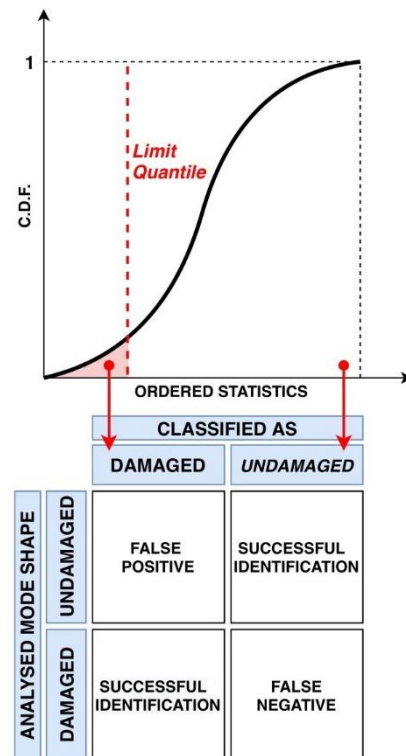 1
Limit
Quantile
C.D.F.
ORDERED STATISTICS
CLASSIFIED AS
DAMAGED
UNDAMAGED
ANALYSED MODE SHAPE
UNDAMAGED
FALSE
POSITIVE
SUCCESSFUL
IDENTIFICATION
DAMAGED
SUCCESSFUL
IDENTIFICATION
FALSE
NEGATIVE